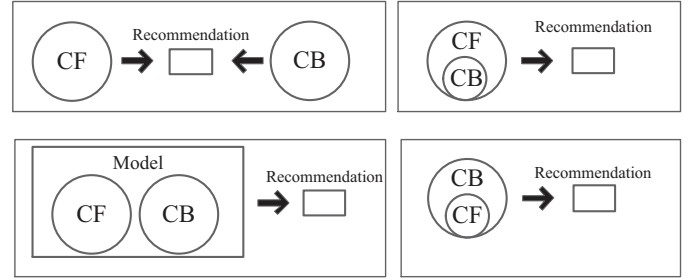 Recommendation
CF
CB
Recommendation
CF
CB
Model
CF
CB
Recommendation
Recommendation
CB
CF